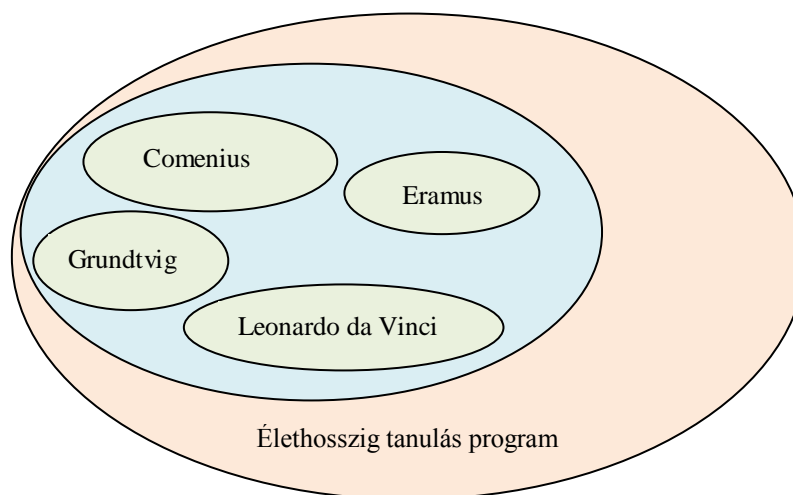 Comenius
Eramus
Grundtvig
Leonardo da Vinci
Élethosszig tanulás program